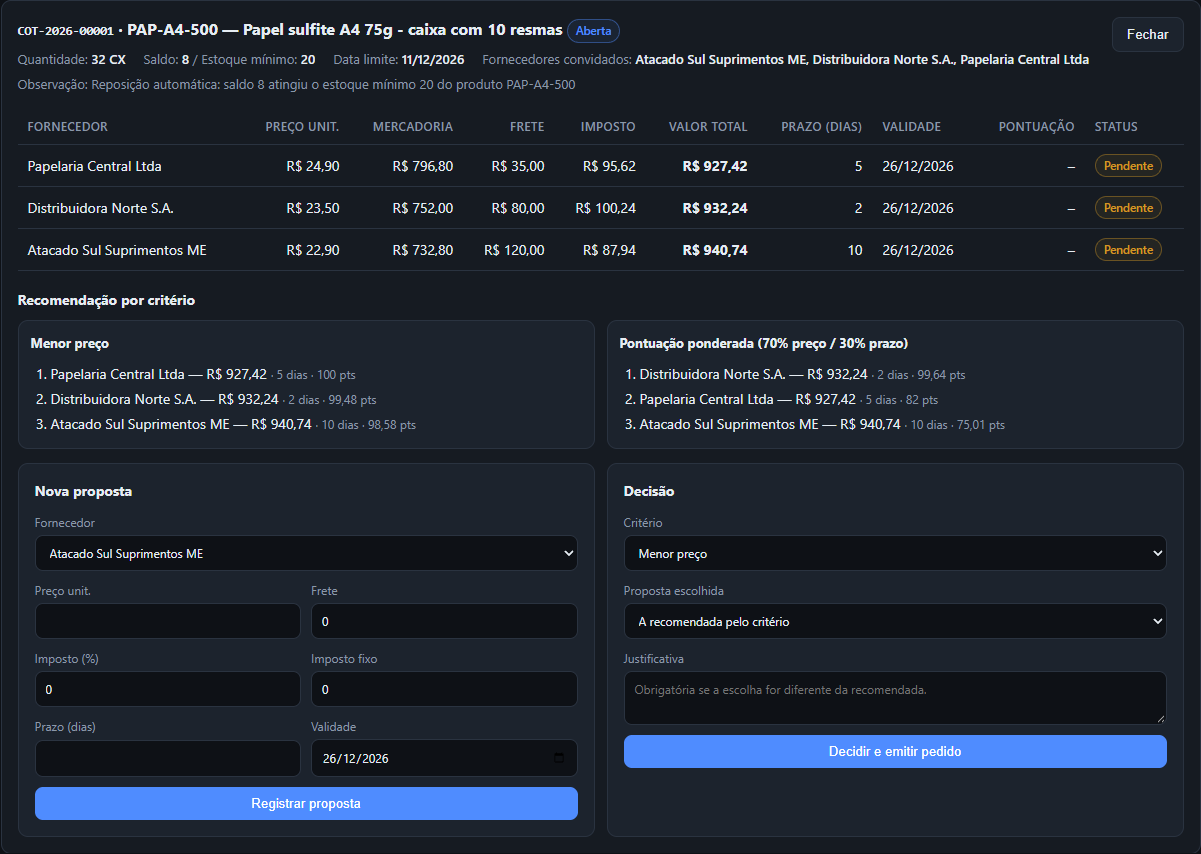 COT-2026-00001 · PAP-A4-500 — Papel sulfite A4 75g - caixa com 10 resmas Aberta
Fechar
Quantidade: 32 CX Saldo: 8 / Estoque mínimo: 20 Data limite: 11/12/2026 Fornecedores convidados: Atacado Sul Suprimentos ME, Distribuidora Norte S.A., Papelaria Central Ltda
Observação: Reposição automática: saldo 8 atingiu o estoque mínimo 20 do produto PAP-A4-500
FORNECEDOR PREÇO UNIT. MERCADORIA FRETE IMPOSTO VALOR TOTAL PRAZO (DIAS) VALIDADE PONTUAÇÃO STATUS
Papelaria Central Ltda R$ 24,90 R$ 796,80 R$ 35,00 R$ 95,62 R$ 927,42 5 26/12/2026 – Pendente
Distribuidora Norte S.A. R$ 23,50 R$ 752,00 R$ 80,00 R$ 100,24 R$ 932,24 2 26/12/2026 – Pendente
Atacado Sul Suprimentos ME R$ 22,90 R$ 732,80 R$ 120,00 R$ 87,94 R$ 940,74 10 26/12/2026 – Pendente
Recomendação por critério
Menor preço
1. Papelaria Central Ltda — R$ 927,42 · 5 dias · 100 pts
2. Distribuidora Norte S.A. — R$ 932,24 · 2 dias · 99,48 pts
3. Atacado Sul Suprimentos ME — R$ 940,74 · 10 dias · 98,58 pts
Pontuação ponderada (70% preço / 30% prazo)
1. Distribuidora Norte S.A. — R$ 932,24 · 2 dias · 99,64 pts
2. Papelaria Central Ltda — R$ 927,42 · 5 dias · 82 pts
3. Atacado Sul Suprimentos ME — R$ 940,74 · 10 dias · 75,01 pts
Nova proposta
Fornecedor
Atacado Sul Suprimentos ME
Preço unit. Frete
0
Imposto (%) Imposto fixo
0 0
Prazo (dias) Validade
26/12/2026
Registrar proposta
Decisão
Critério
Menor preço
Proposta escolhida
A recomendada pelo critério
Justificativa
Obrigatória se a escolha for diferente da recomendada.
Decidir e emitir pedido